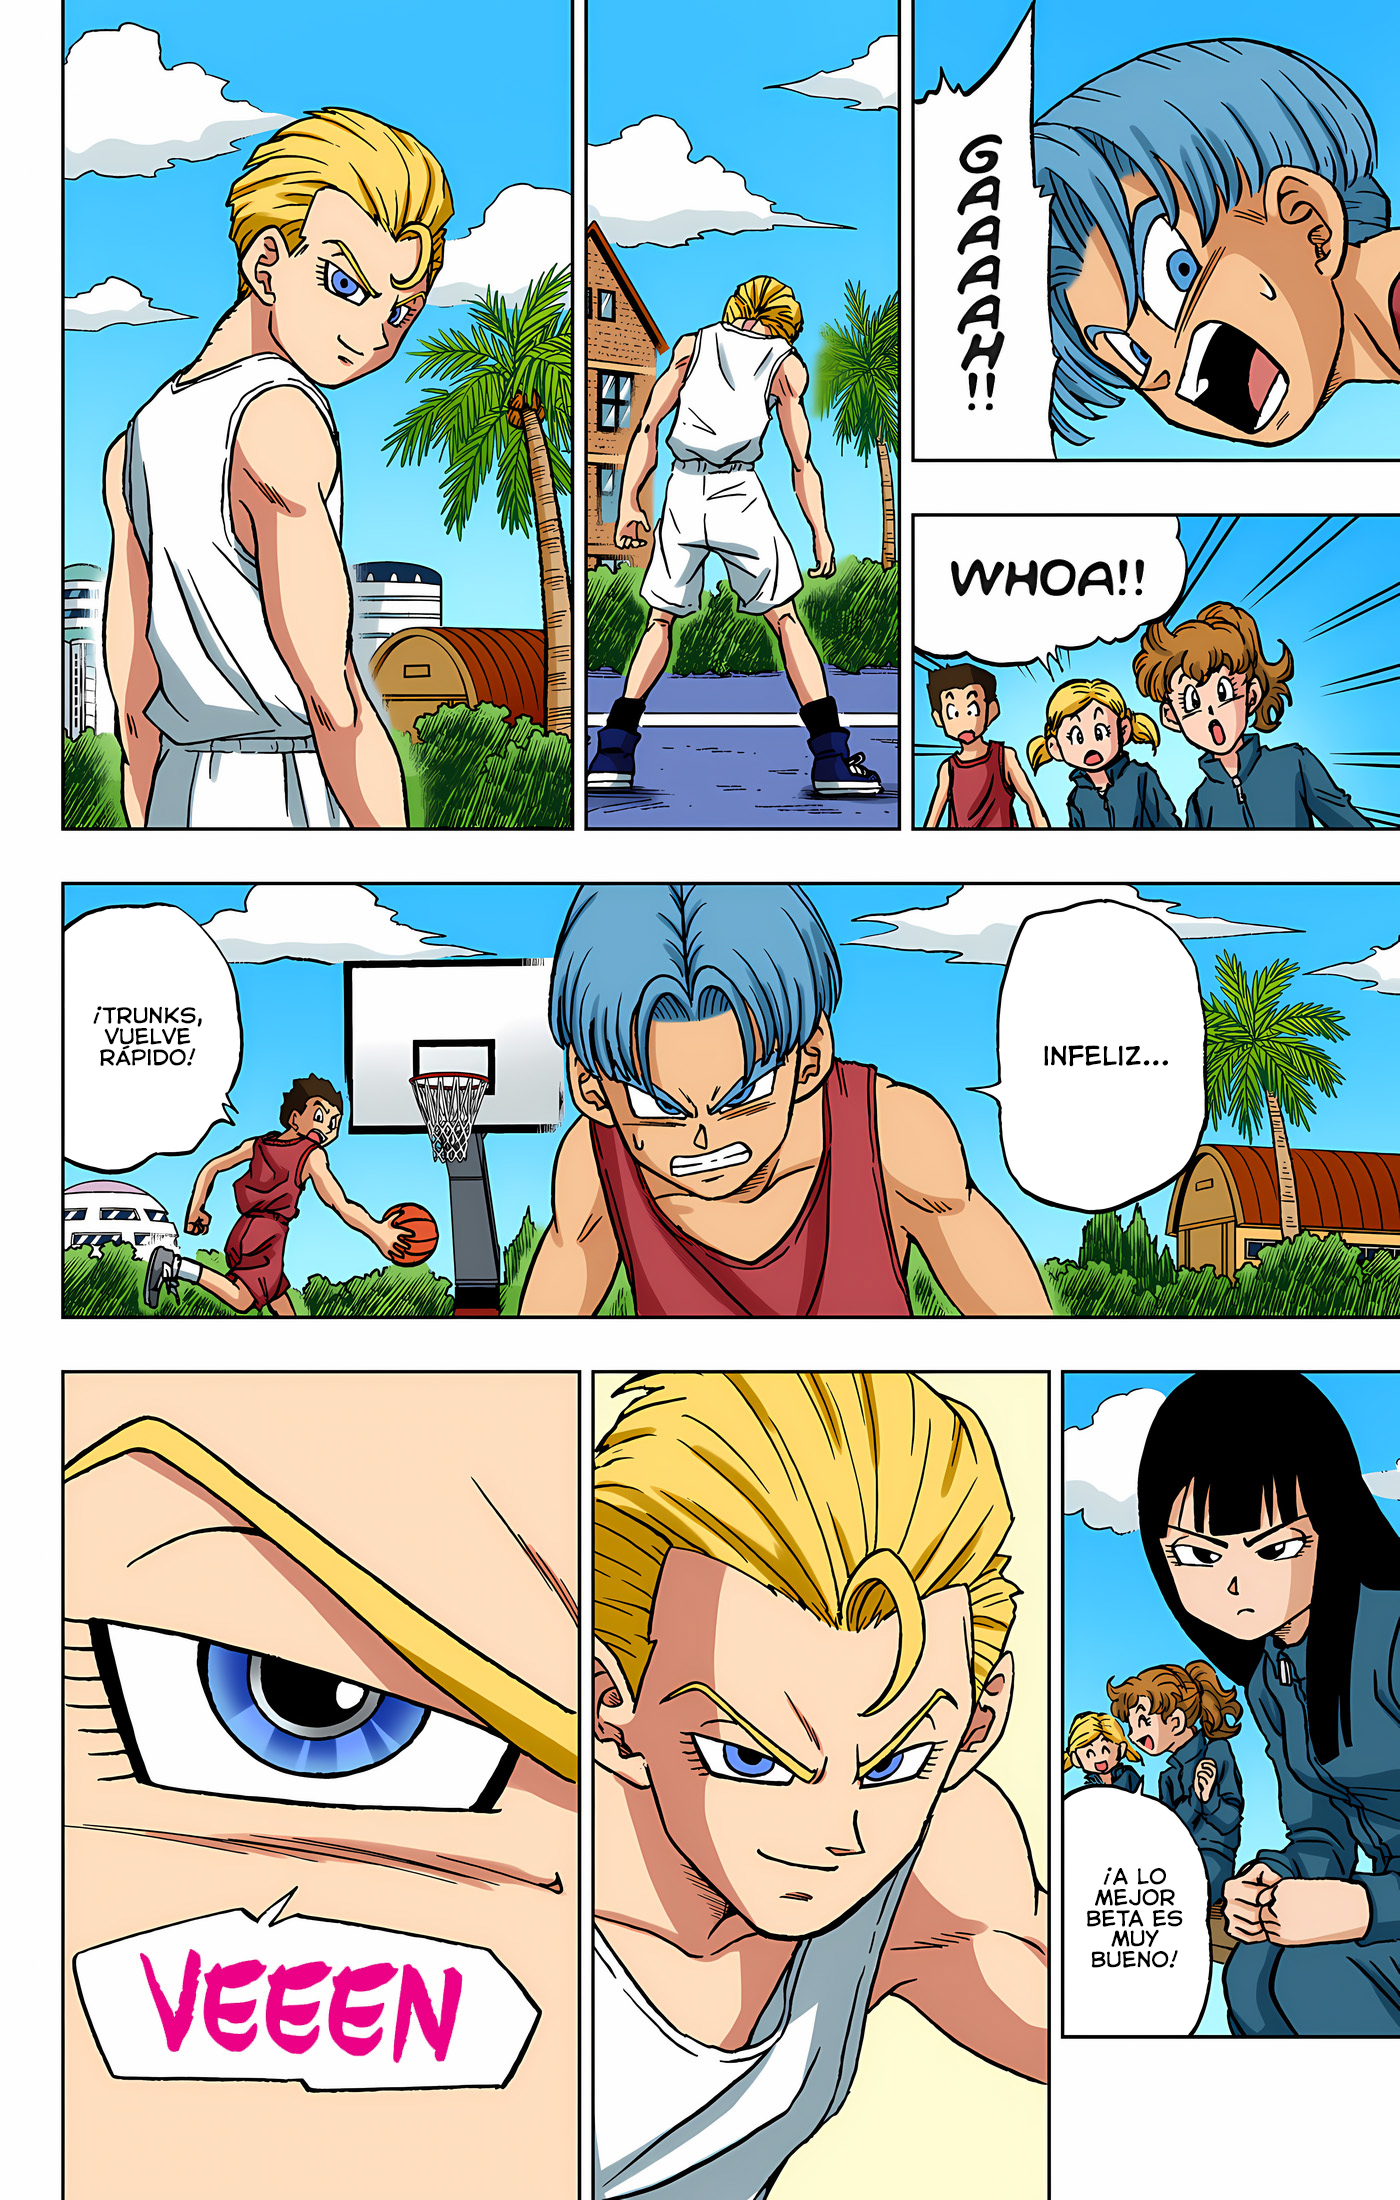 GAAAAH!!
WHOA!!
INFELIZ...
¡TRUNKS,
VUELVE
RÁPIDO!
¡A LO
MEJOR
BETA ES
MUY
BUENO!
VEEEN